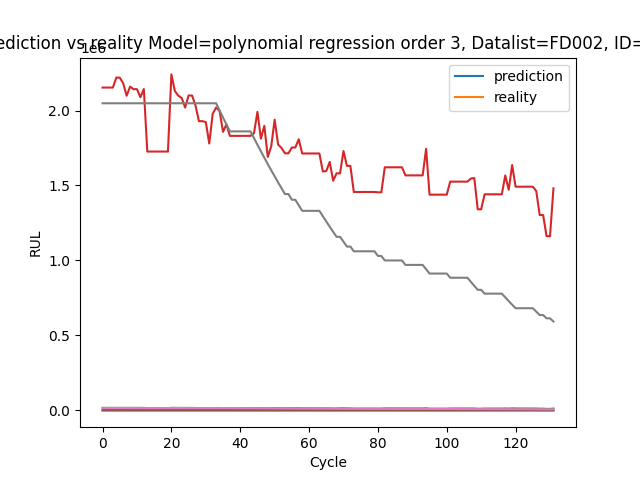 ediction vs reality Model=polynomial regression order 3, Datalist=FD002, ID=
1e6
prediction
reality
2.0
1.5
1.0
0.5
0.0
RUL
0 20 40 60 80 100 120
Cycle